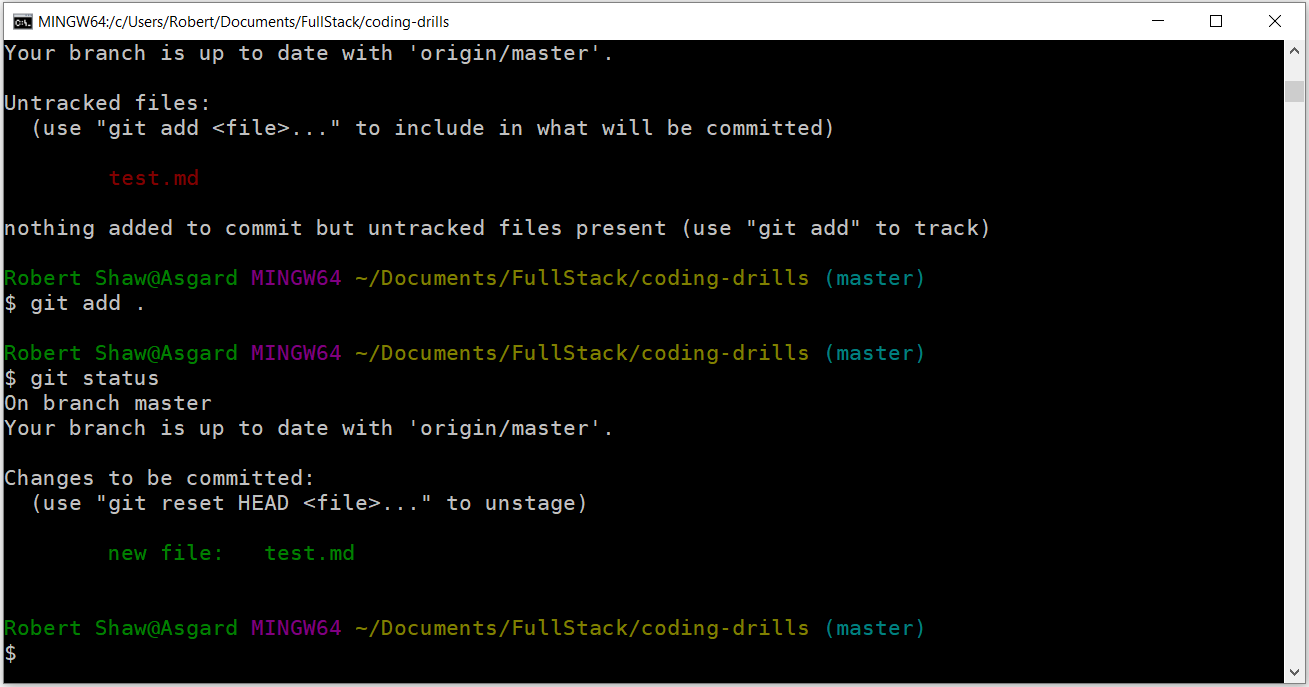 MINGW64:/c/Users/Robert/Documents/FullStack/coding-drills
Your branch is up to date with 'origin/master'.
Untracked files:
  (use "git add <file>..." to include in what will be committed)
        test.md
nothing added to commit but untracked files present (use "git add" to track)
Robert Shaw@Asgard MINGW64 ~/Documents/FullStack/coding-drills (master)
$ git add .
Robert Shaw@Asgard MINGW64 ~/Documents/FullStack/coding-drills (master)
$ git status
On branch master
Your branch is up to date with 'origin/master'.
Changes to be committed:
  (use "git reset HEAD <file>..." to unstage)
        new file:   test.md
Robert Shaw@Asgard MINGW64 ~/Documents/FullStack/coding-drills (master)
$